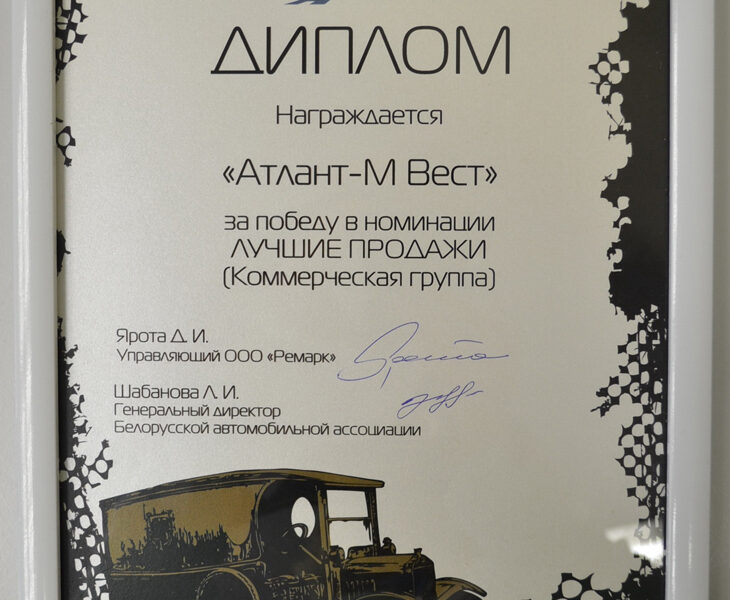 ДИПЛОМ
Награждается
«Атлант-М Вест»
за победу в номинации
ЛУЧШИЕ ПРОДАЖИ
(Коммерческая группа)
Ярота Д. И.
Управляющий ООО «Ремарк»
Шабанова Л. И.
Генеральный директор
Белорусской автомобильной ассоциации